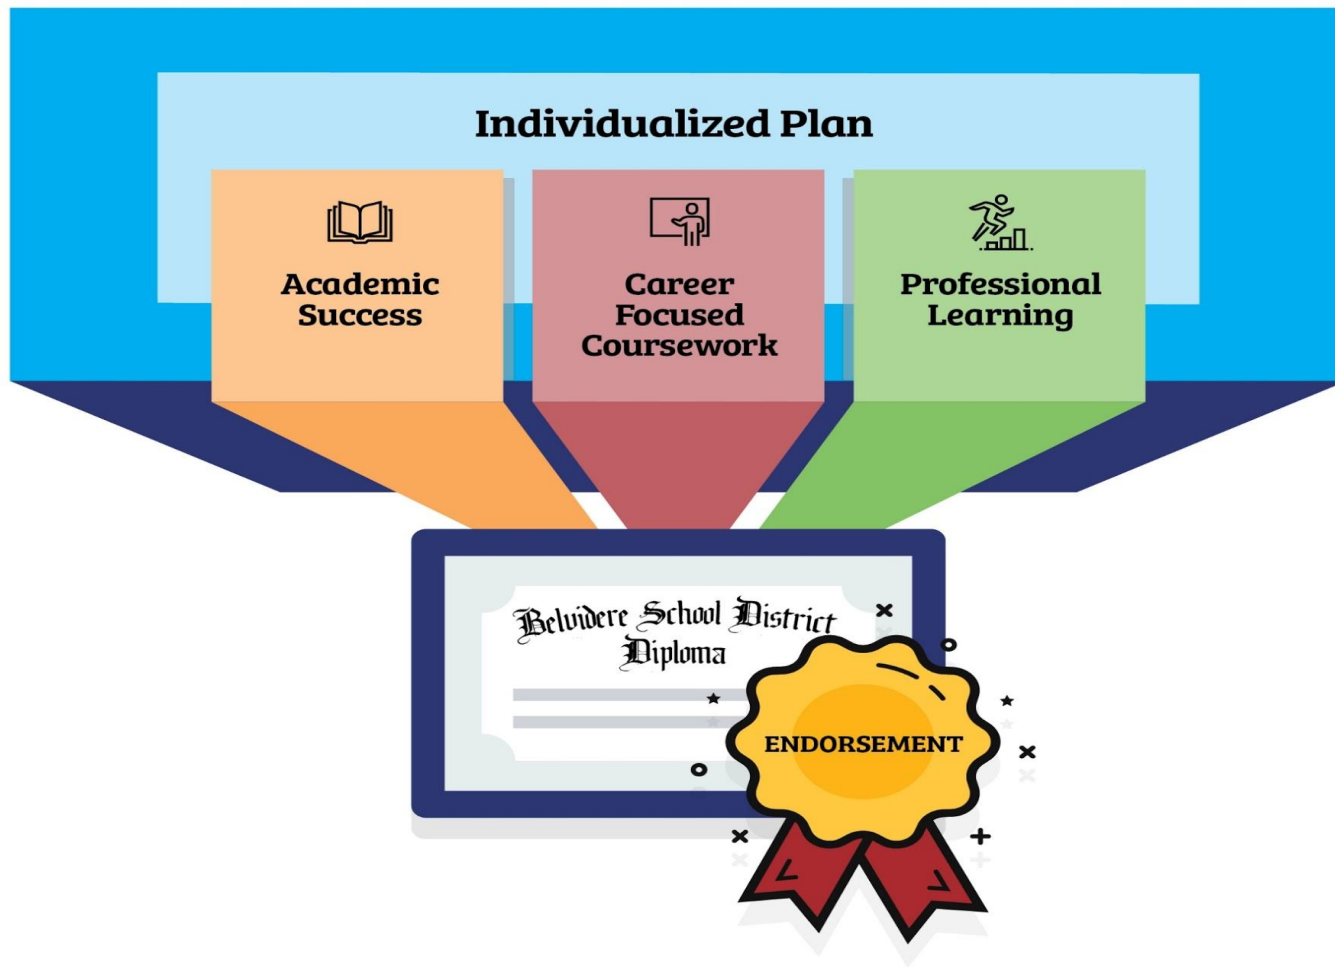 Individualized Plan
Academic
Success
Career
Focused
Coursework
Professional
Learning
Belvidere School District
Diploma
ENDORSEMENT